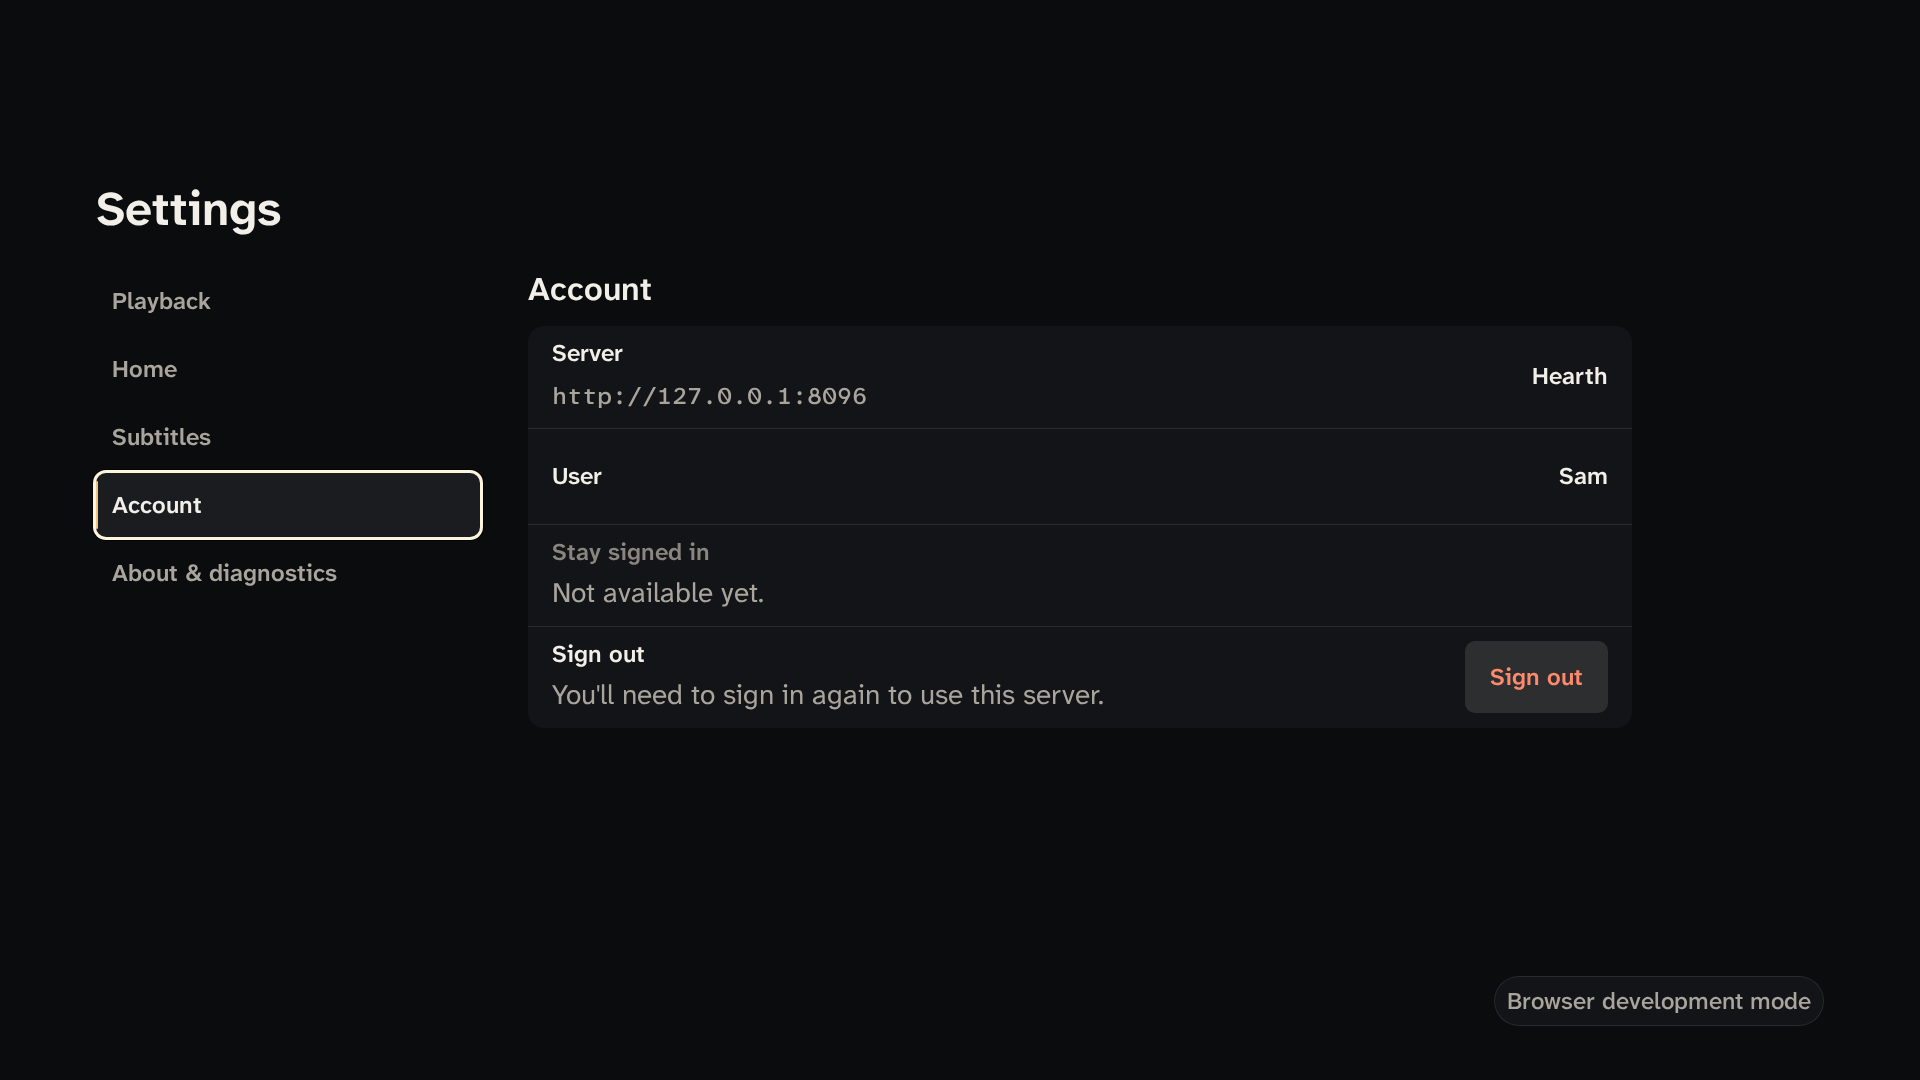 Settings
Playback
Home
Subtitles
Account
About & diagnostics
Account
Server
http://127.0.0.1:8096
Hearth
User
Sam
Stay signed in
Not available yet.
Sign out
You'll need to sign in again to use this server.
Sign out
Browser development mode